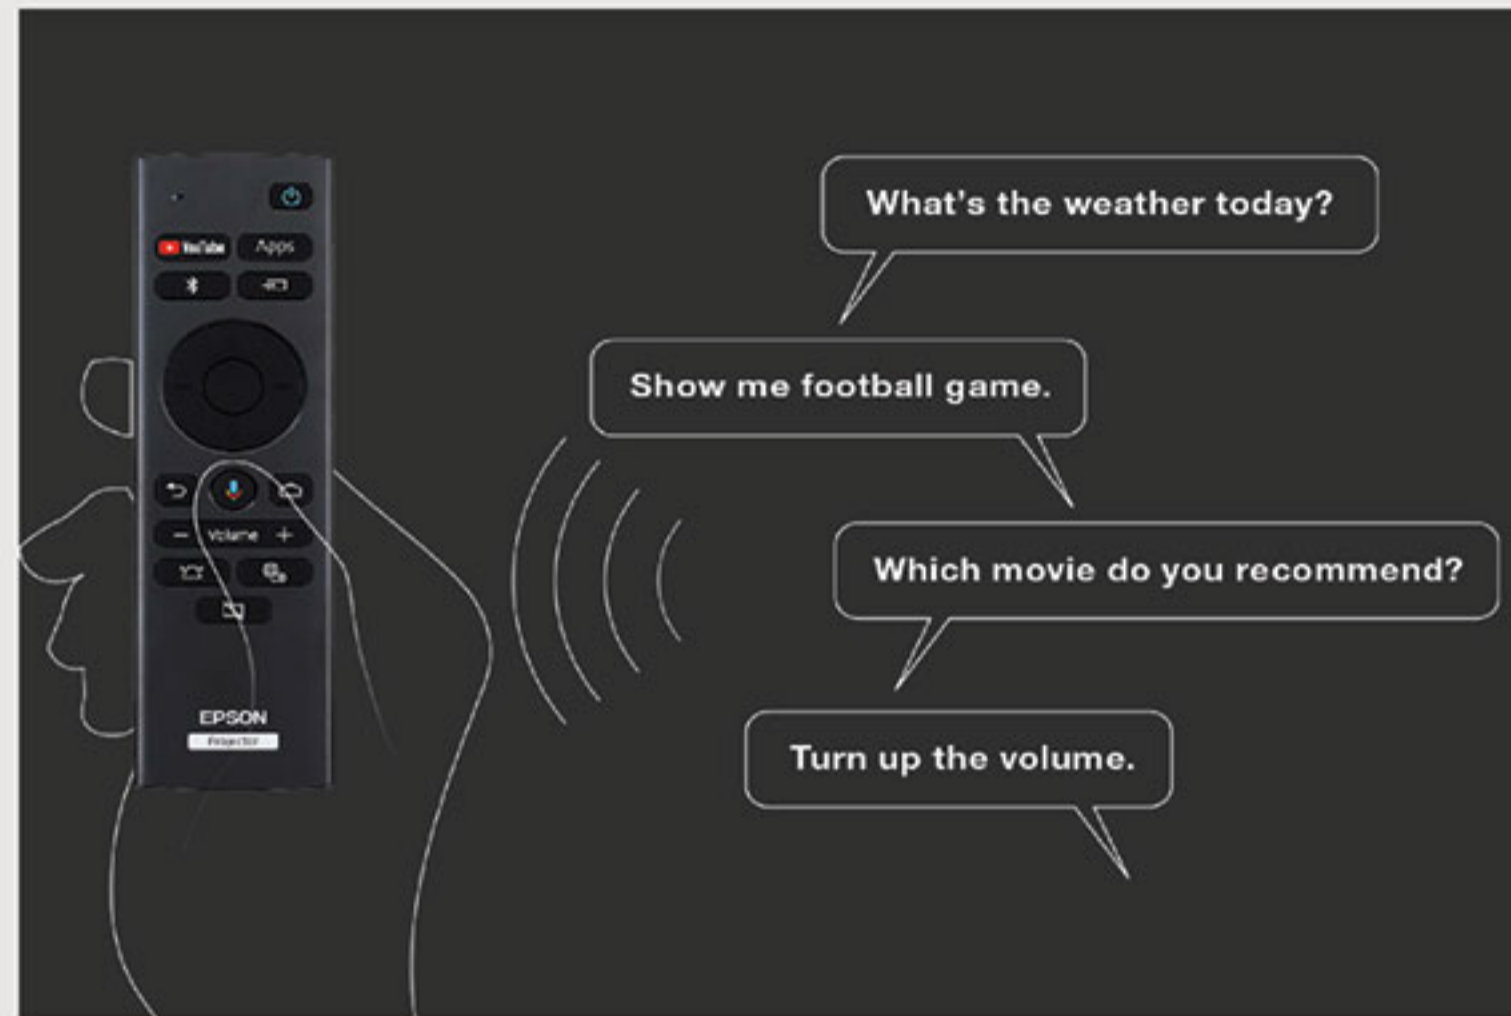 YouTube
Apps
Volume
EPSON
Projector
What's the weather today?
Show me football game.
Which movie do you recommend?
Turn up the volume.